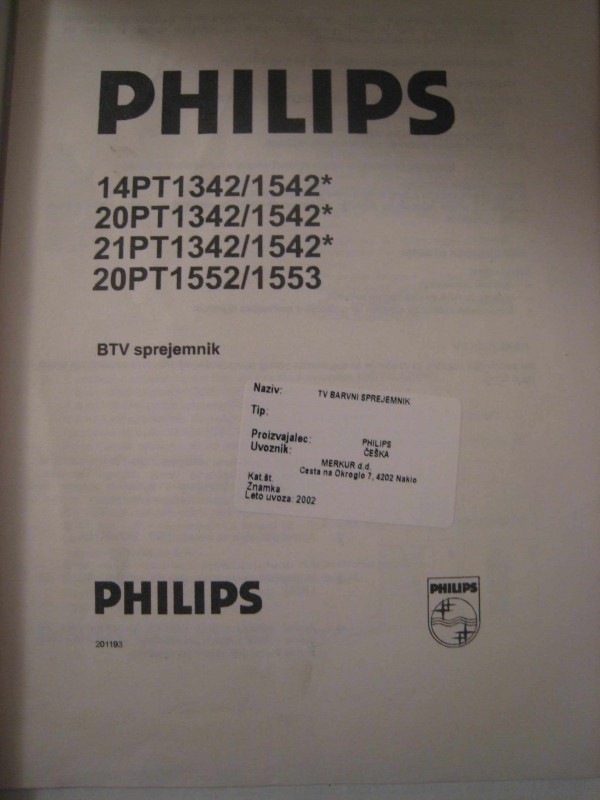 PHILIPS
14PT1342/1542*
20PT1342/1542*
21PT1342/1542*
20PT1552/1553
BTV sprejemnik
Naziv: TV BARVNI SPREJEMNIK
Tip:
Proizvajalec: PHILIPS
Uvoznik: ČEŠKA
MERKUR d.d.
Cesta na Okroglo 7, 4202 Naklo
Kat.št.
Znamka
Leto uvoza: 2002
PHILIPS
PHILIPS
201193